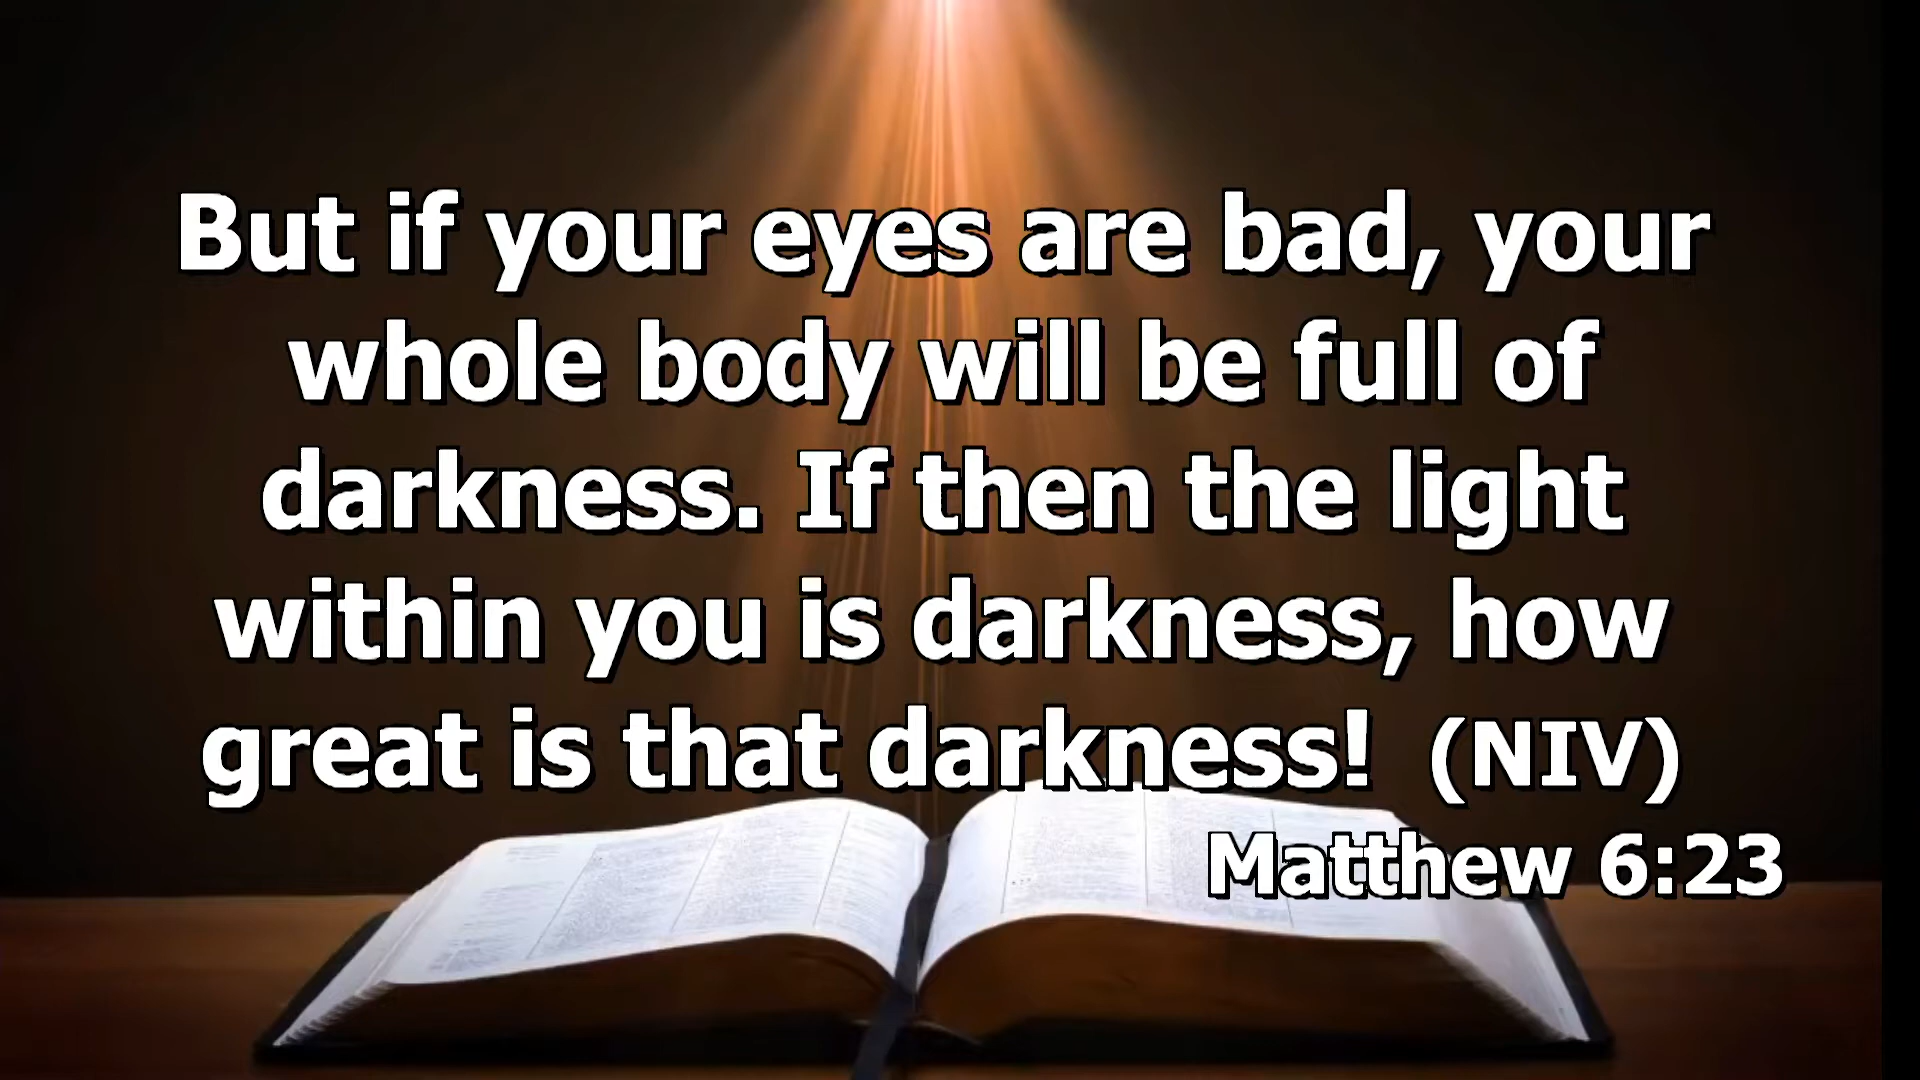 But if your eyes are bad, your
whole body will be full of
darkness. If then the light
within you is darkness, how
great is that darkness! (NIV)
Matthew 6:23